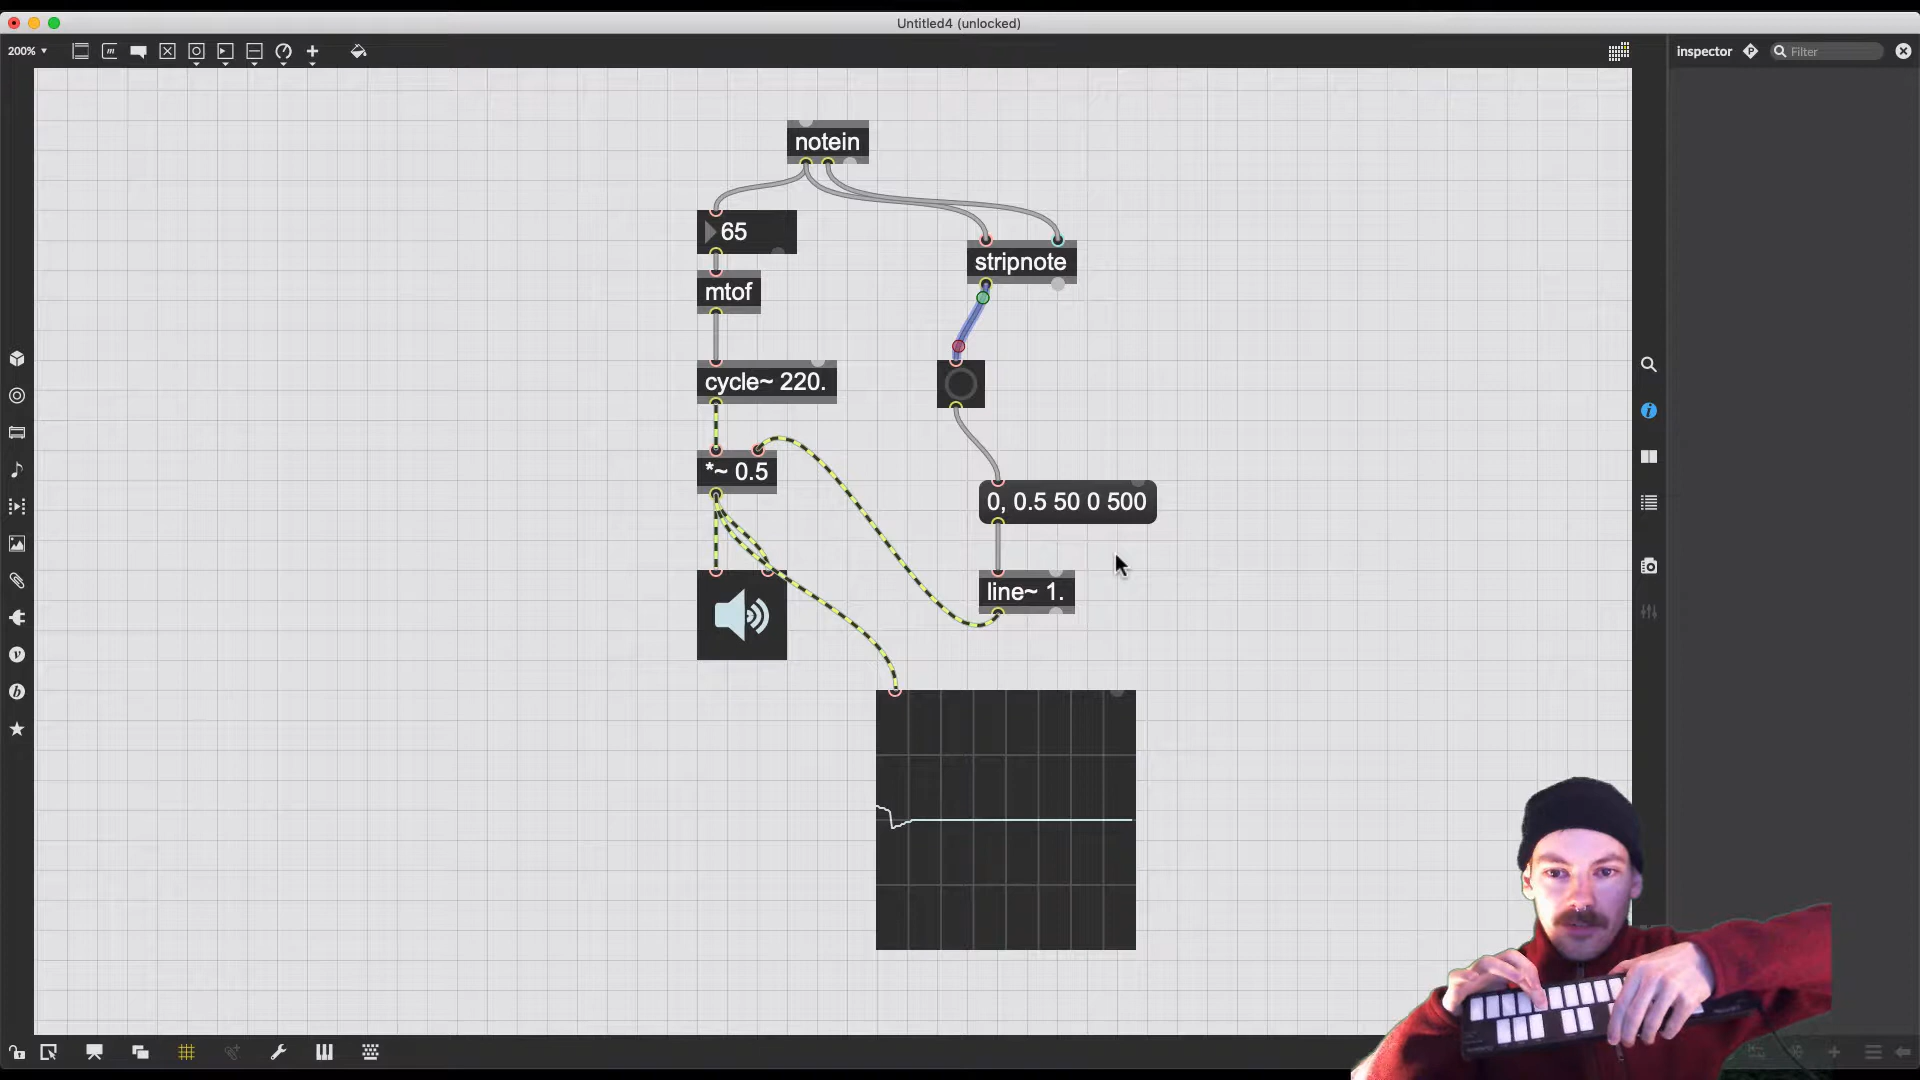 Untitled4 (unlocked)
200%
inspector
Filter
notein
65
stripnote
mtof
cycle~ 220.
*~ 0.5
0, 0.5 50 0 500
line~ 1.